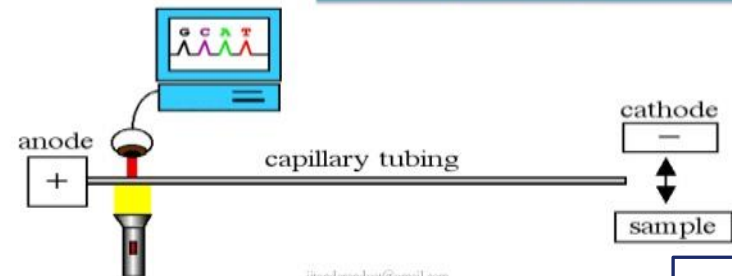 G C A T
cathode
−
anode
+
capillary tubing
sample